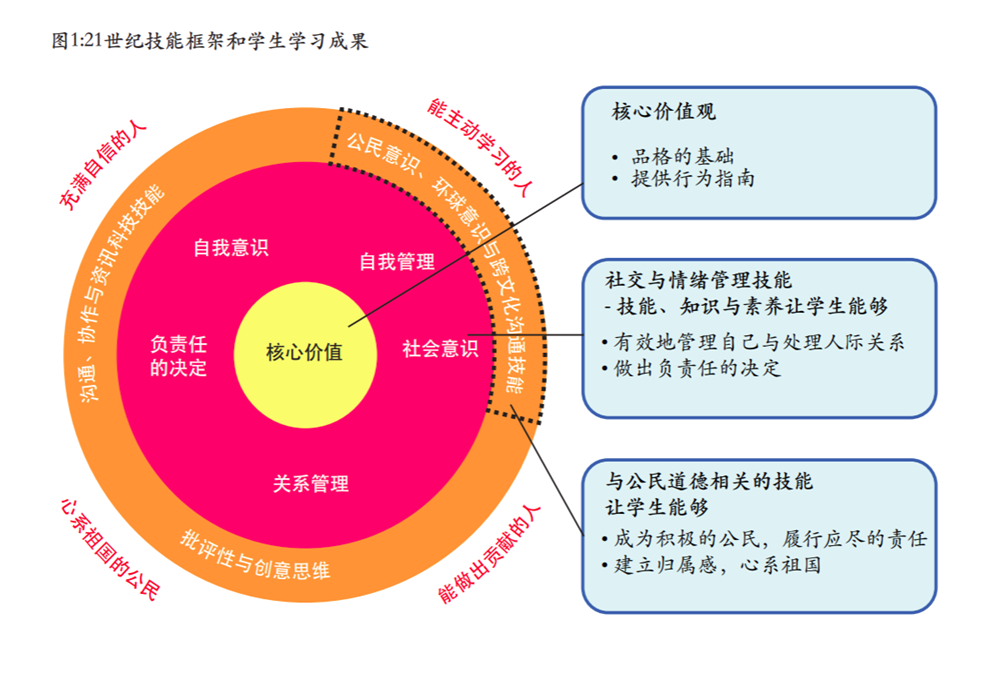 图1:21世纪技能框架和学生学习成果
充满自信的人
能主动学习的人
心系祖国的公民
能做出贡献的人
沟通、协作与资讯科技技能
公民意识、环球意识与跨文化沟通技能
批评性与创意思维
自我意识
自我管理
负责任
的决定
核心价值
社会意识
关系管理
核心价值观
• 品格的基础
• 提供行为指南
社交与情绪管理技能
- 技能、知识与素养让学生能够
• 有效地管理自己与处理人际关系
• 做出负责任的决定
与公民道德相关的技能
让学生能够
• 成为积极的公民，履行应尽的责任
• 建立归属感，心系祖国